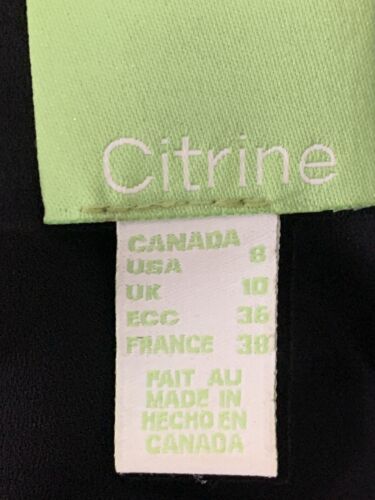 Citrine
CANADA
USA 8
UK 10
ECC 36
FRANCE 38
FAIT AU
MADE IN
HECHO EN
CANADA